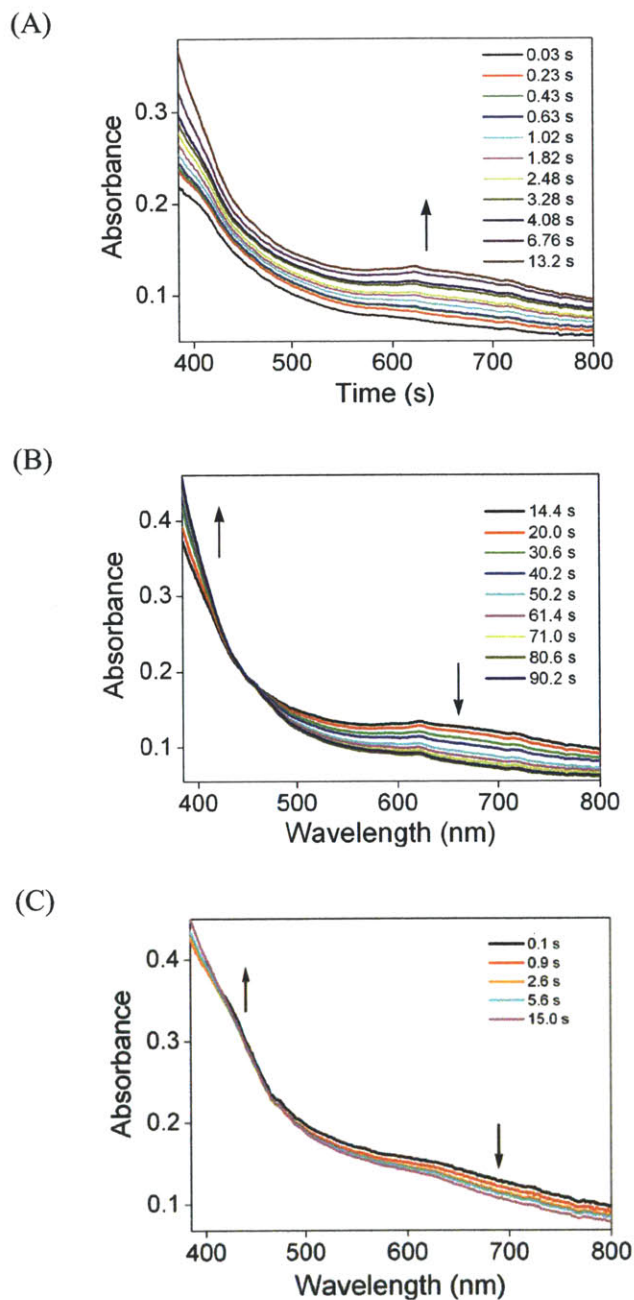 (A)
Absorbance
0.3
0.2
0.1
0.03 s
0.23 s
0.43 s
0.63 s
1.02 s
1.82 s
2.48 s
3.28 s
4.08 s
6.76 s
13.2 s
400 500 600 700 800
Time (s)
(B)
Absorbance
0.4
0.3
0.2
0.1
14.4 s
20.0 s
30.6 s
40.2 s
50.2 s
61.4 s
71.0 s
80.6 s
90.2 s
400 500 600 700 800
Wavelength (nm)
(C)
Absorbance
0.4
0.3
0.2
0.1
0.1 s
0.9 s
2.6 s
5.6 s
15.0 s
400 500 600 700 800
Wavelength (nm)